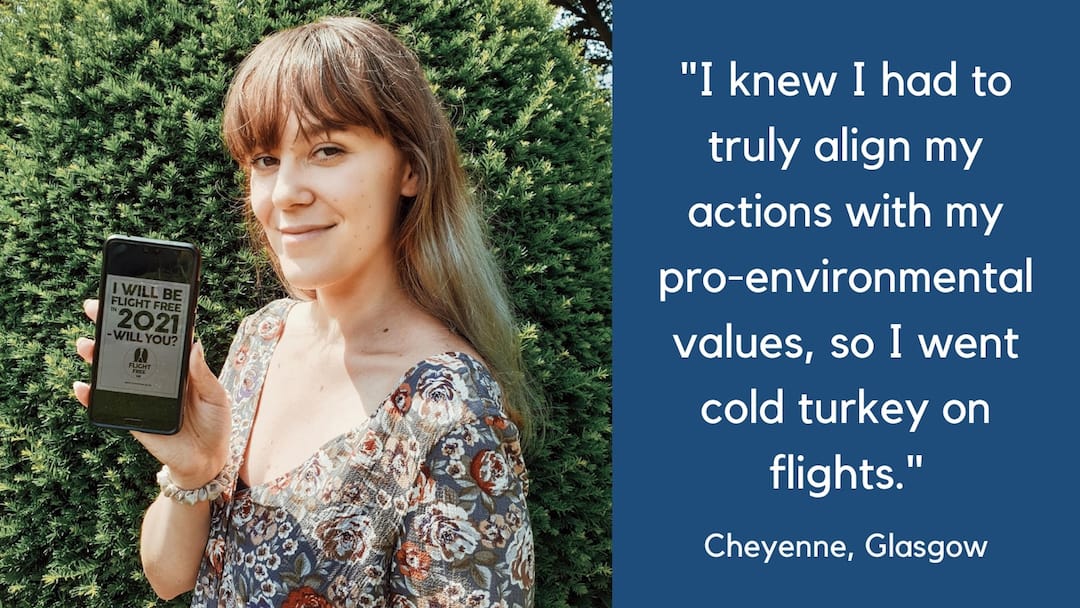 I WILL BE
FLIGHT FREE
IN 2021
-WILL YOU?
FLIGHT
FREE
UK
"I knew I had to
truly align my
actions with my
pro-environmental
values, so I went
cold turkey on
flights."
Cheyenne, Glasgow